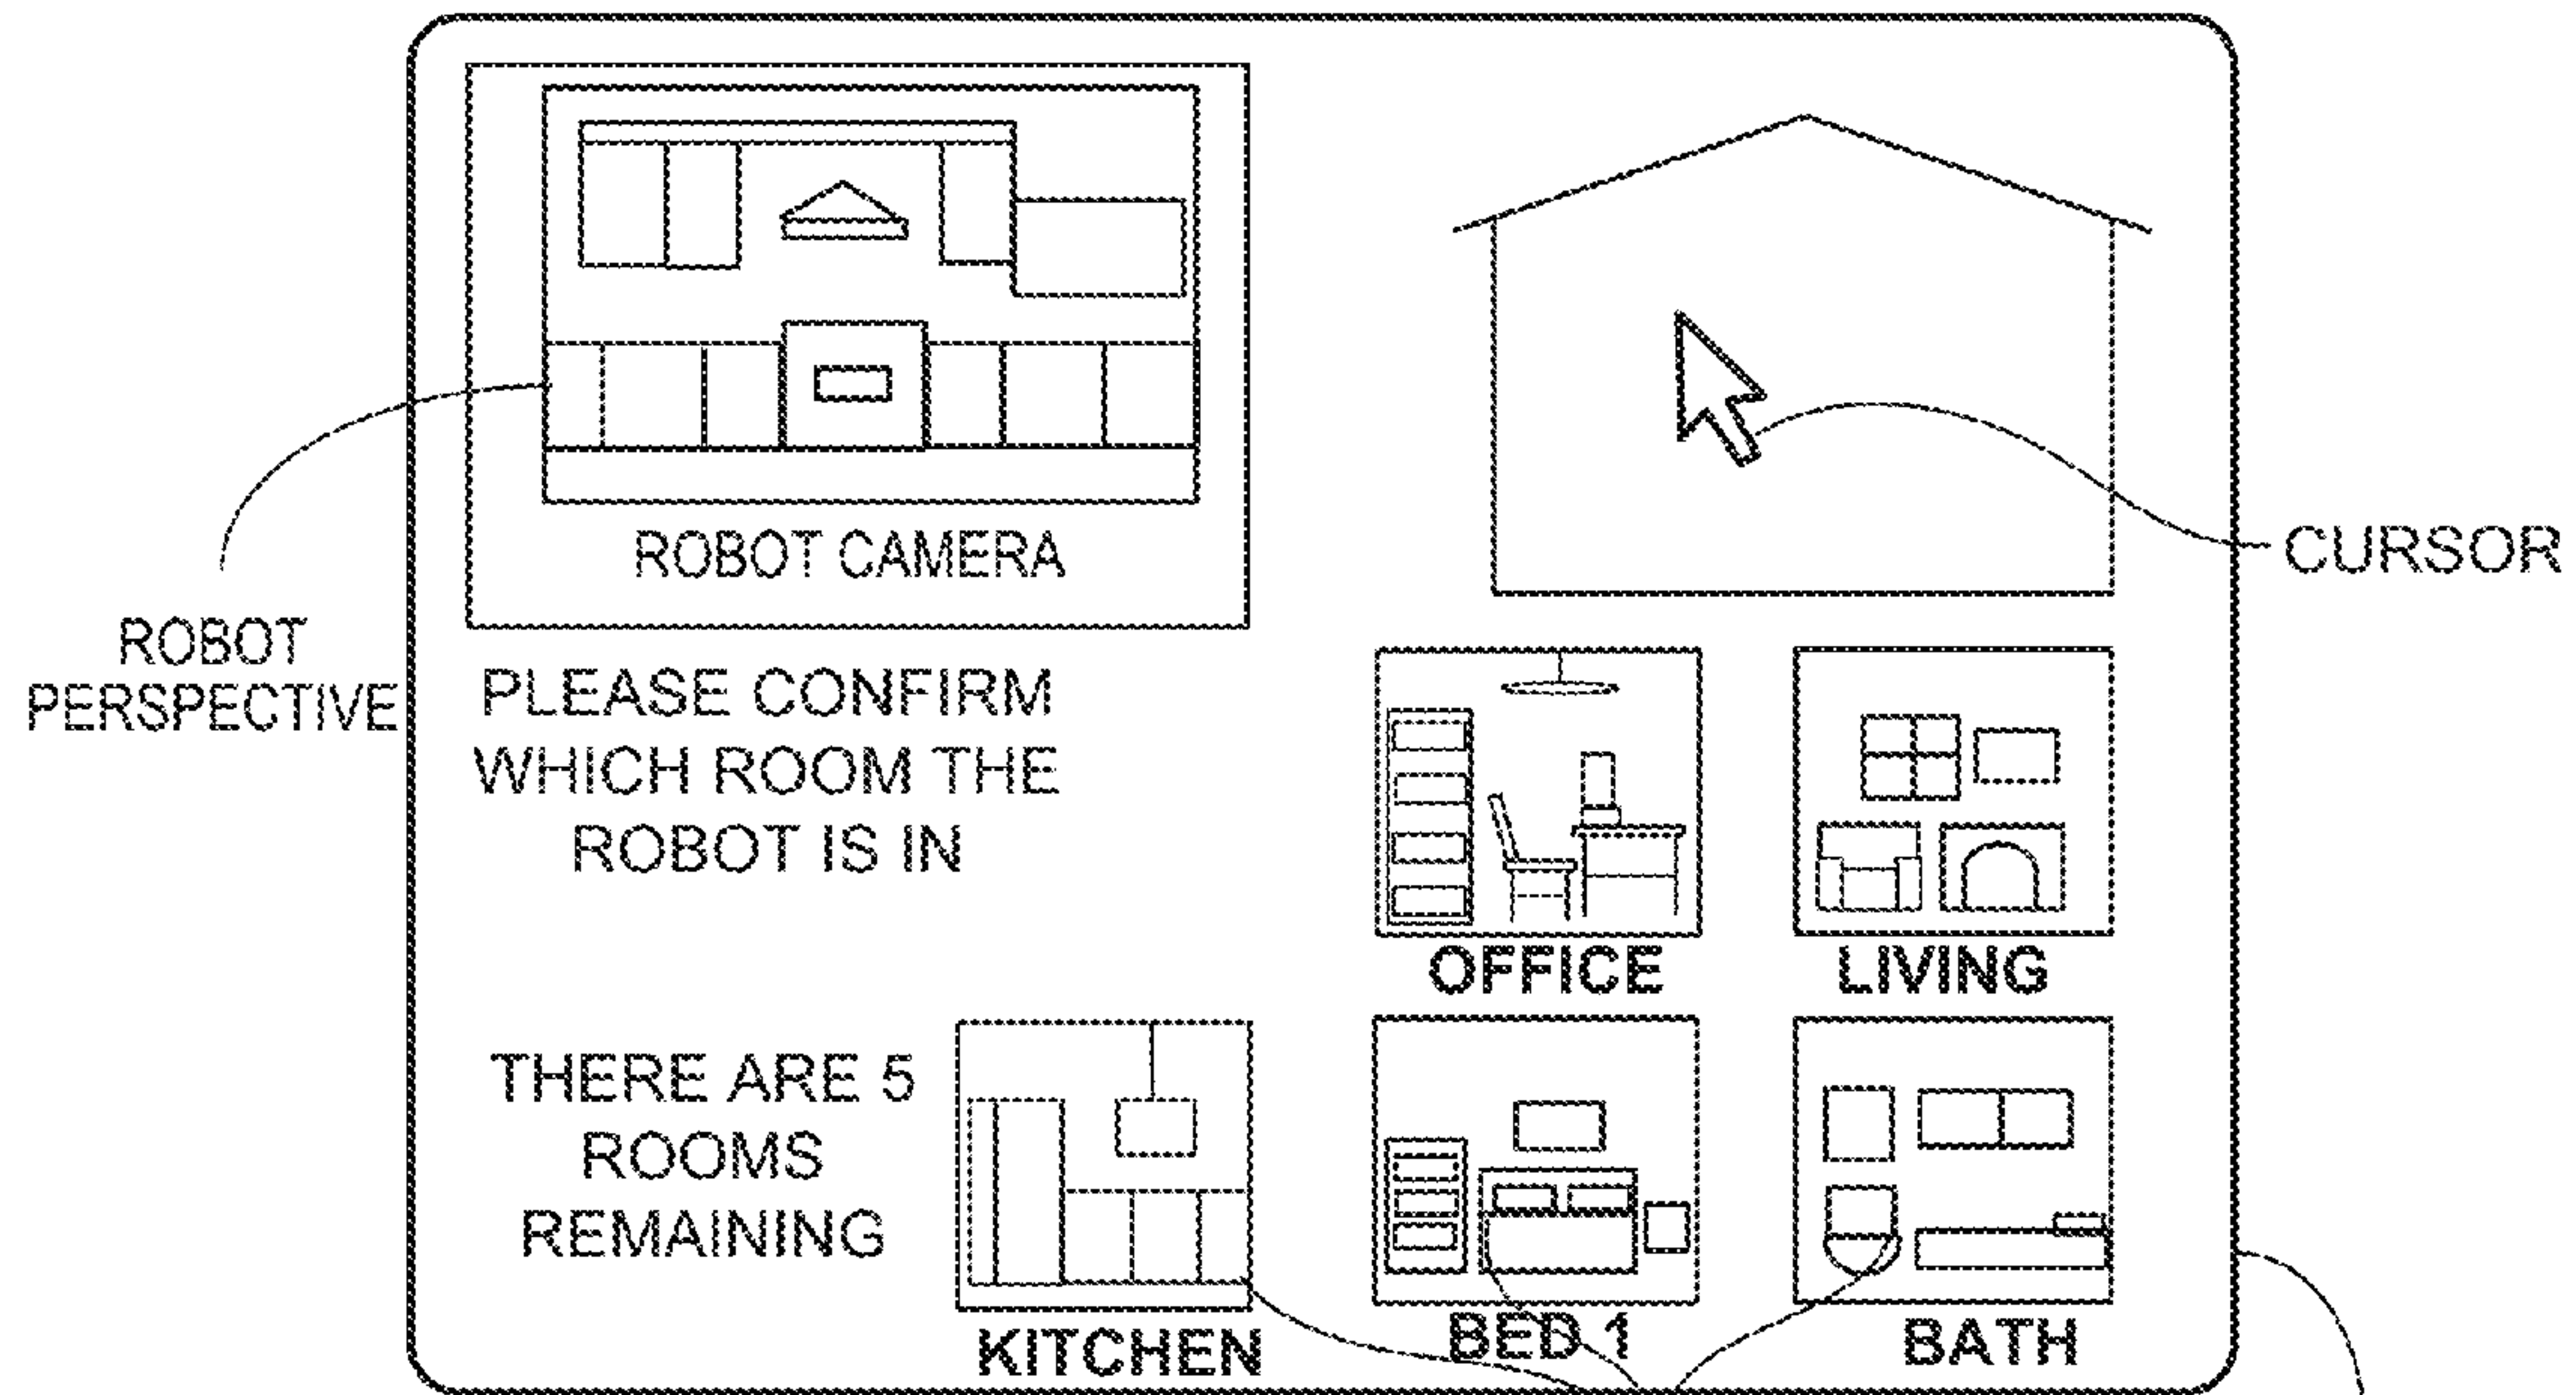 ROBOT CAMERA
CURSOR
ROBOT
PERSPECTIVE
PLEASE CONFIRM
WHICH ROOM THE
ROBOT IS IN
OFFICE
LIVING
THERE ARE 5
ROOMS
REMAINING
KITCHEN
BED 1
BATH